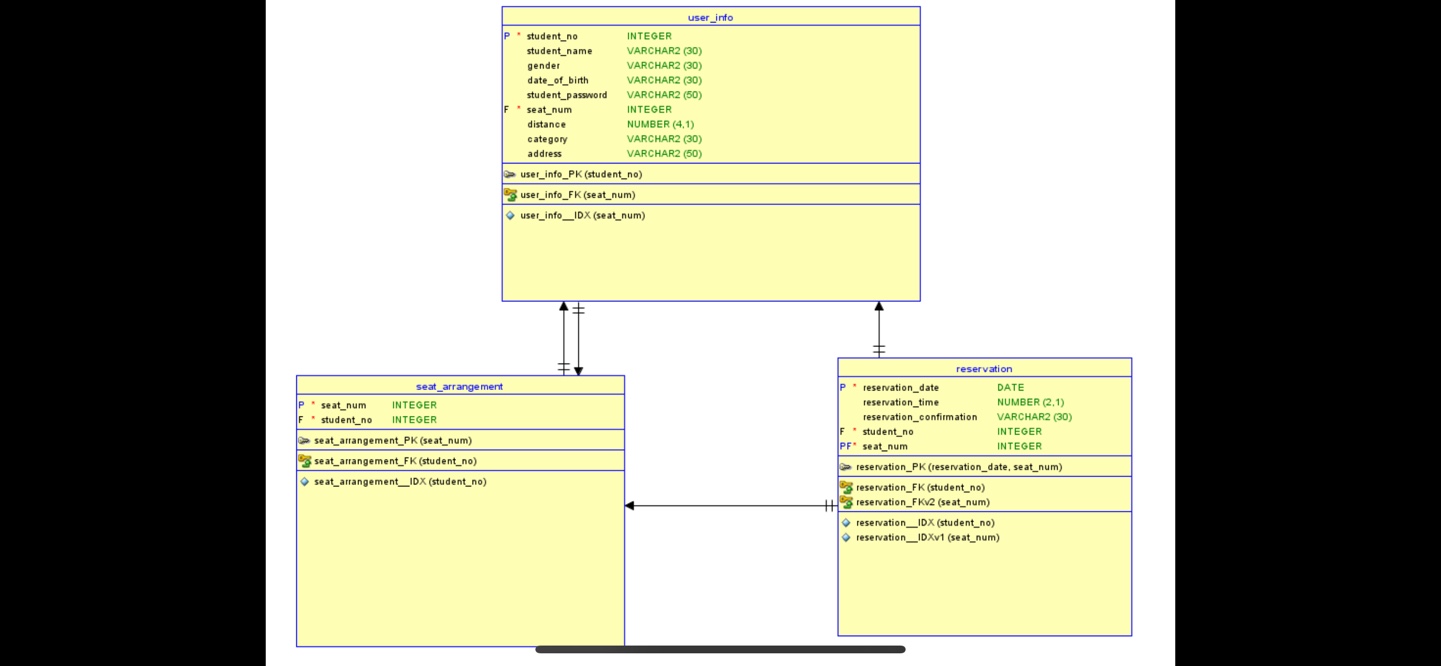 user_info
P * student_no INTEGER
student_name VARCHAR2 (30)
gender VARCHAR2 (30)
date_of_birth VARCHAR2 (30)
student_password VARCHAR2 (50)
F * seat_num INTEGER
distance NUMBER (4,1)
category VARCHAR2 (30)
address VARCHAR2 (50)
user_info_PK (student_no)
user_info_FK (seat_num)
user_info__IDX (seat_num)
seat_arrangement
P * seat_num INTEGER
F * student_no INTEGER
seat_arrangement_PK (seat_num)
seat_arrangement_FK (student_no)
seat_arrangement__IDX (student_no)
reservation
P * reservation_date DATE
reservation_time NUMBER (2,1)
reservation_confirmation VARCHAR2 (30)
F * student_no INTEGER
PF* seat_num INTEGER
reservation_PK (reservation_date, seat_num)
reservation_FK (student_no)
reservation_FKv2 (seat_num)
reservation__IDX (student_no)
reservation__IDXv1 (seat_num)